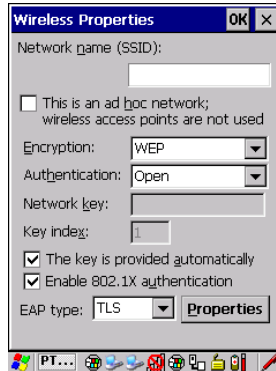 Wireless Properties OK ×
Network name (SSID):
This is an ad hoc network;
wireless access points are not used
Encryption: WEP
Authentication: Open
Network key:
Key index: 1
The key is provided automatically
Enable 802.1X authentication
EAP type: TLS Properties
PT...